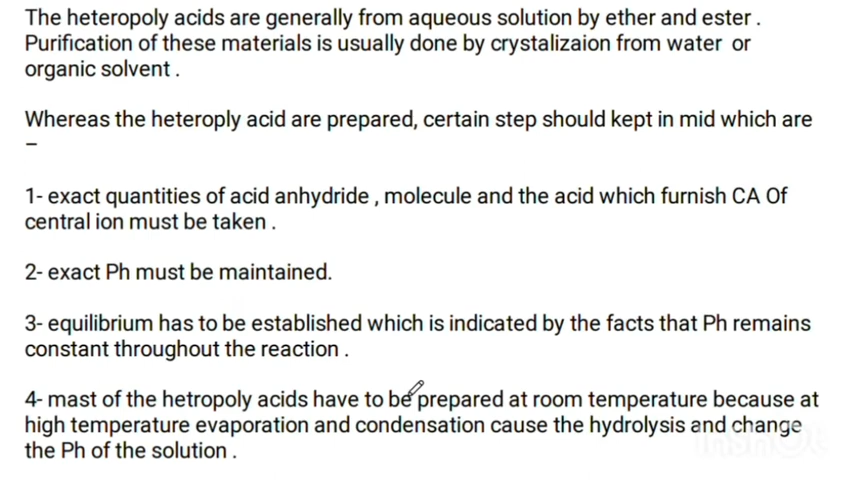 The heteropoly acids are generally from aqueous solution by ether and ester .
Purification of these materials is usually done by crystalizaion from water or
organic solvent .
Whereas the heteroply acid are prepared, certain step should kept in mid which are
–
1- exact quantities of acid anhydride , molecule and the acid which furnish CA Of
central ion must be taken .
2- exact Ph must be maintained.
3- equilibrium has to be established which is indicated by the facts that Ph remains
constant throughout the reaction .
4- mast of the hetropoly acids have to be prepared at room temperature because at
high temperature evaporation and condensation cause the hydrolysis and change
the Ph of the solution .
InShOt